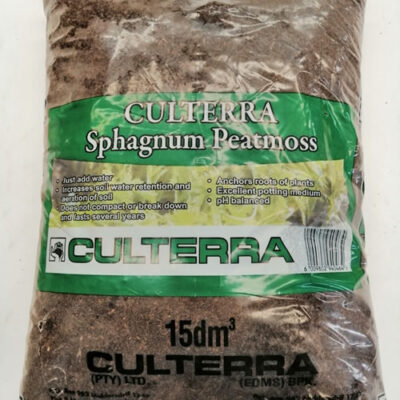 CULTERRA
Sphagnum Peatmoss
• Just add water
• Increases soil water retention and
aeration of soil
• Does not compact or break down
and lasts several years
• Anchors roots of plants
• Excellent potting medium
• pH balanced
CULTERRA
15dm³
CULTERRA
(PTY) LTD.
(EDMS) BPK.